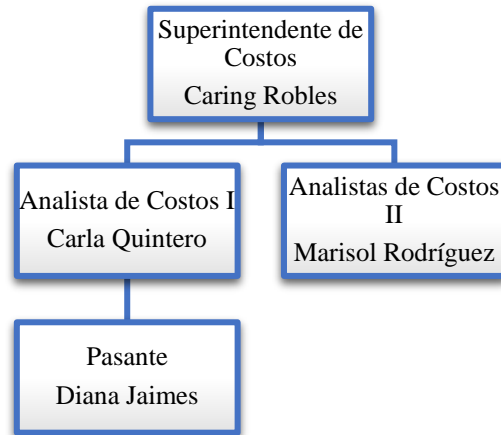 Superintendente de
Costos
Caring Robles
Analista de Costos I
Carla Quintero
Analistas de Costos
II
Marisol Rodríguez
Pasante
Diana Jaimes